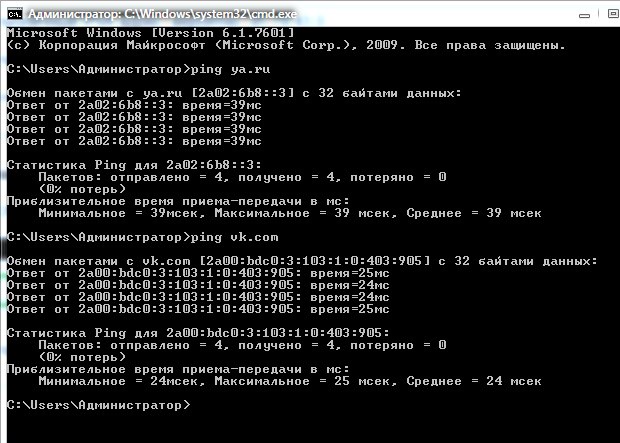 Администратор: C:\Windows\system32\cmd.exe
Microsoft Windows [Version 6.1.7601]
(c) Корпорация Майкрософт (Microsoft Corp.), 2009. Все права защищены.
C:\Users\Администратор>ping ya.ru
Обмен пакетами с ya.ru [2a02:6b8::3] с 32 байтами данных:
Ответ от 2a02:6b8::3: время=39мс
Ответ от 2a02:6b8::3: время=39мс
Ответ от 2a02:6b8::3: время=39мс
Ответ от 2a02:6b8::3: время=39мс
Статистика Ping для 2a02:6b8::3:
Пакетов: отправлено = 4, получено = 4, потеряно = 0
(0% потерь)
Приблизительное время приема-передачи в мс:
Минимальное = 39мсек, Максимальное = 39 мсек, Среднее = 39 мсек
C:\Users\Администратор>ping vk.com
Обмен пакетами с vk.com [2a00:bdc0:3:103:1:0:403:905] с 32 байтами данных:
Ответ от 2a00:bdc0:3:103:1:0:403:905: время=25мс
Ответ от 2a00:bdc0:3:103:1:0:403:905: время=24мс
Ответ от 2a00:bdc0:3:103:1:0:403:905: время=24мс
Ответ от 2a00:bdc0:3:103:1:0:403:905: время=25мс
Статистика Ping для 2a00:bdc0:3:103:1:0:403:905:
Пакетов: отправлено = 4, получено = 4, потеряно = 0
(0% потерь)
Приблизительное время приема-передачи в мс:
Минимальное = 24мсек, Максимальное = 25 мсек, Среднее = 24 мсек
C:\Users\Администратор>